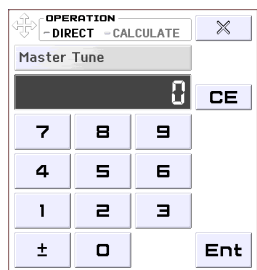 OPERATION
DIRECT CALCULATE
Master Tune
0
CE
7 8 9
4 5 6
1 2 3
± 0 Ent